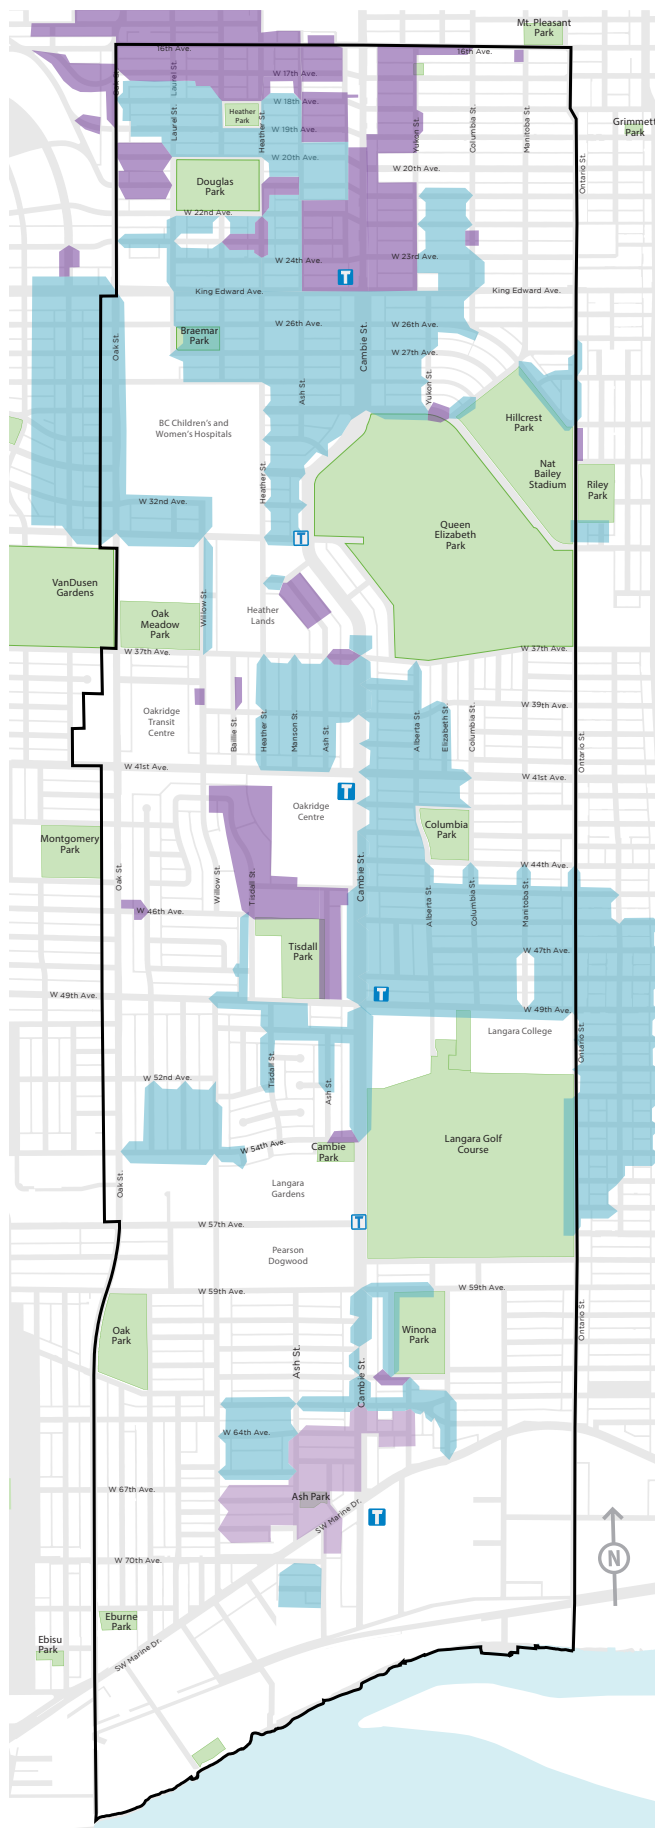 Mt. Pleasant
Park
16th Ave.
16th Ave.
Oak St.
Laurel St.
W 17th Ave.
W 18th Ave.
Heather
Park
Laurel St.
Heather St.
W 19th Ave.
Yukon St.
Columbia St.
Manitoba St.
Grimmett
Park
W 20th Ave.
W 20th Ave.
Ontario St.
Douglas
Park
W 22nd Ave.
W 24th Ave.
W 23rd Ave.
T
King Edward Ave.
King Edward Ave.
W 26th Ave.
W 26th Ave.
Braemar
Park
Oak St.
Cambie St.
W 27th Ave.
Ash St.
Yukon St.
BC Children's and
Women's Hospitals
Hillcrest
Park
Nat
Bailey
Stadium
Riley
Park
Heather St.
W 32nd Ave.
Queen
Elizabeth
Park
T
VanDusen
Gardens
Oak
Meadow
Park
Willow St.
Heather
Lands
W 37th Ave.
W 37th Ave.
Oakridge
Transit
Centre
Baillie St.
Heather St.
Manson St.
Ash St.
Alberta St.
Elizabeth St
Columbia St.
W 39th Ave.
Ontario St.
W 41st Ave.
W 41st Ave.
T
Oakridge
Centre
Columbia
Park
Montgomery
Park
Oak St.
Willow St.
Tisdall St.
Cambie St.
W 44th Ave.
Alberta St.
Columbia St.
Manitoba St.
W 46th Ave.
Tisdall
Park
W 47th Ave.
W 49th Ave.
T
W 49th Ave.
Langara College
Ontario St.
W 52nd Ave.
Tisdall St.
Ash St.
W 54th Ave.
Cambie
Park
Langara Golf
Course
Oak St.
Langara
Gardens
W 57th Ave.
T
Pearson
Dogwood
W 59th Ave.
W 59th Ave.
Oak
Park
Winona
Park
Ontario St.
Ash St.
Cambie St.
W 64th Ave.
W 67th Ave.
Ash Park
SW Marine Dr.
T
W 70th Ave.
N
Eburne
Park
Ebisu
Park
SW Marine Dr.